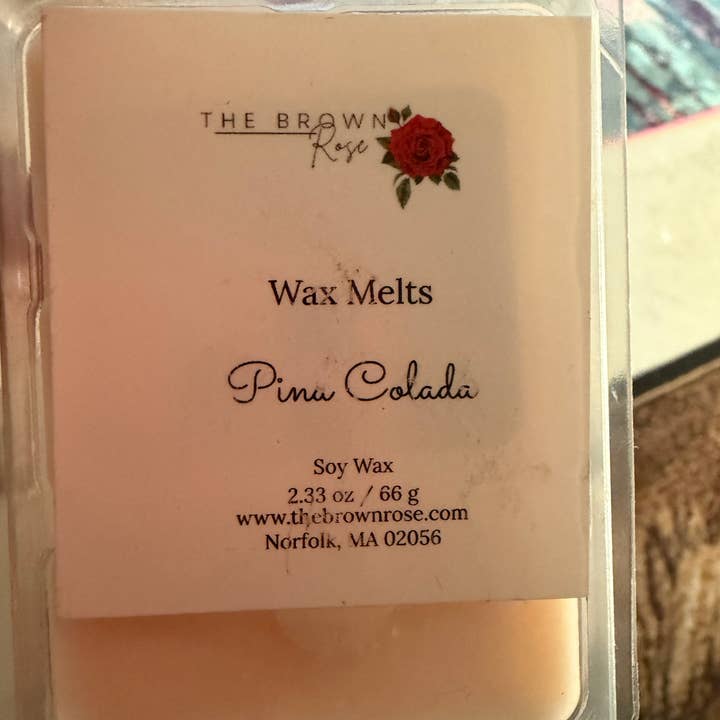 THE BROWN
Rose
Wax Melts
Pina Colada
Soy Wax
2.33 oz / 66 g
www.thebrownrose.com
Norfolk, MA 02056